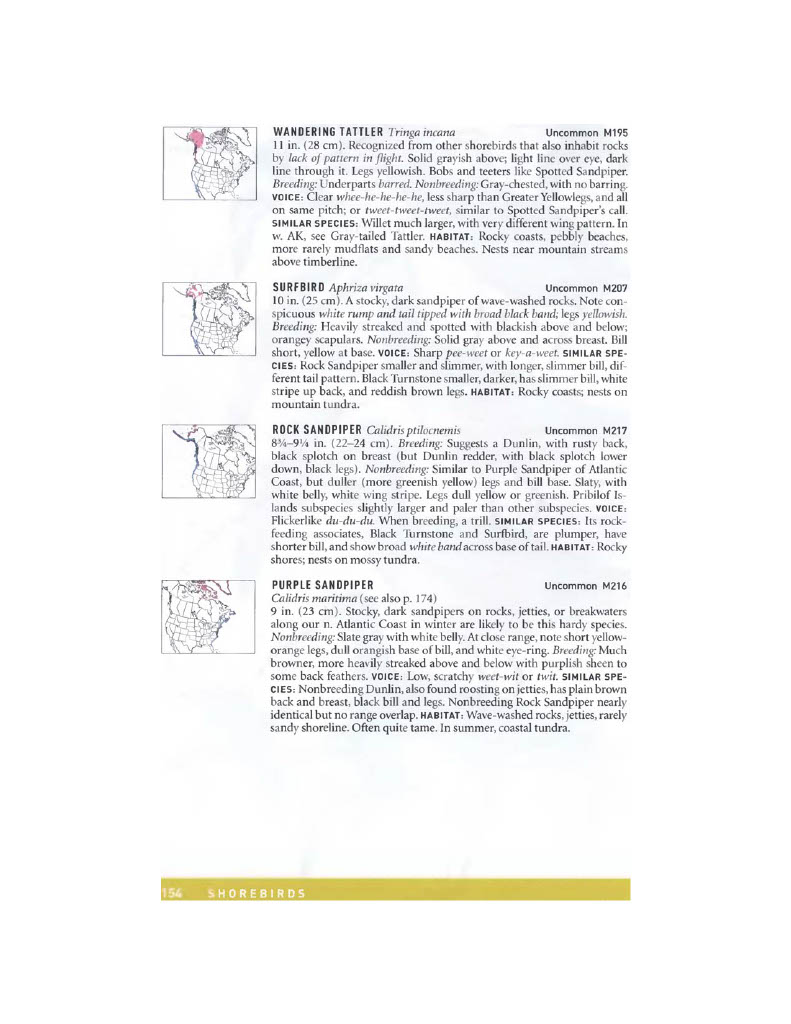 WANDERING TATTLER Tringa incana Uncommon M195
11 in. (28 cm). Recognized from other shorebirds that also inhabit rocks
by lack of pattern in flight. Solid grayish above; light line over eye, dark
line through it. Legs yellowish. Bobs and teeters like Spotted Sandpiper.
Breeding: Underparts barred. Nonbreeding: Gray-chested, with no barring.
VOICE: Clear whee-he-he-he-he, less sharp than Greater Yellowlegs, and all
on same pitch; or tweet-tweet-tweet, similar to Spotted Sandpiper's call.
SIMILAR SPECIES: Willet much larger, with very different wing pattern. In
w. AK, see Gray-tailed Tattler. HABITAT: Rocky coasts, pebbly beaches,
more rarely mudflats and sandy beaches. Nests near mountain streams
above timberline.
SURFBIRD Aphriza virgata Uncommon M207
10 in. (25 cm). A stocky, dark sandpiper of wave-washed rocks. Note con-
spicuous white rump and tail tipped with broad black band; legs yellowish.
Breeding: Heavily streaked and spotted with blackish above and below;
orangey scapulars. Nonbreeding: Solid gray above and across breast. Bill
short, yellow at base. VOICE: Sharp pee-weet or key-a-weet. SIMILAR SPE-
CIES: Rock Sandpiper smaller and slimmer, with longer, slimmer bill, dif-
ferent tail pattern. Black Turnstone smaller, darker, has slimmer bill, white
stripe up back, and reddish brown legs. HABITAT: Rocky coasts; nests on
mountain tundra.
ROCK SANDPIPER Calidris ptilocnemis Uncommon M217
8¾–9¼ in. (22–24 cm). Breeding: Suggests a Dunlin, with rusty back,
black splotch on breast (but Dunlin redder, with black splotch lower
down, black legs). Nonbreeding: Similar to Purple Sandpiper of Atlantic
Coast, but duller (more greenish yellow) legs and bill base. Slaty, with
white belly, white wing stripe. Legs dull yellow or greenish. Pribilof Is-
lands subspecies slightly larger and paler than other subspecies. VOICE:
Flickerlike du-du-du. When breeding, a trill. SIMILAR SPECIES: Its rock-
feeding associates, Black Turnstone and Surfbird, are plumper, have
shorter bill, and show broad white band across base of tail. HABITAT: Rocky
shores; nests on mossy tundra.
PURPLE SANDPIPER Uncommon M216
Calidris maritima (see also p. 174)
9 in. (23 cm). Stocky, dark sandpipers on rocks, jetties, or breakwaters
along our n. Atlantic Coast in winter are likely to be this hardy species.
Nonbreeding: Slate gray with white belly. At close range, note short yellow-
orange legs, dull orangish base of bill, and white eye-ring. Breeding: Much
browner, more heavily streaked above and below with purplish sheen to
some back feathers. VOICE: Low, scratchy weet-wit or twit. SIMILAR SPE-
CIES: Nonbreeding Dunlin, also found roosting on jetties, has plain brown
back and breast, black bill and legs. Nonbreeding Rock Sandpiper nearly
identical but no range overlap. HABITAT: Wave-washed rocks, jetties, rarely
sandy shoreline. Often quite tame. In summer, coastal tundra.
154 SHOREBIRDS